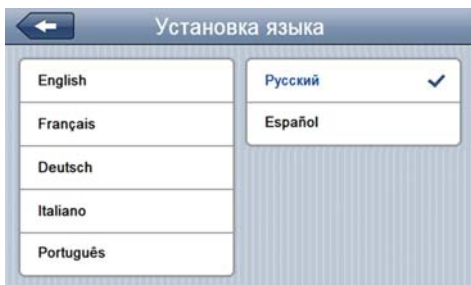 Установка языка
English
Français
Deutsch
Italiano
Português
Русский
Español